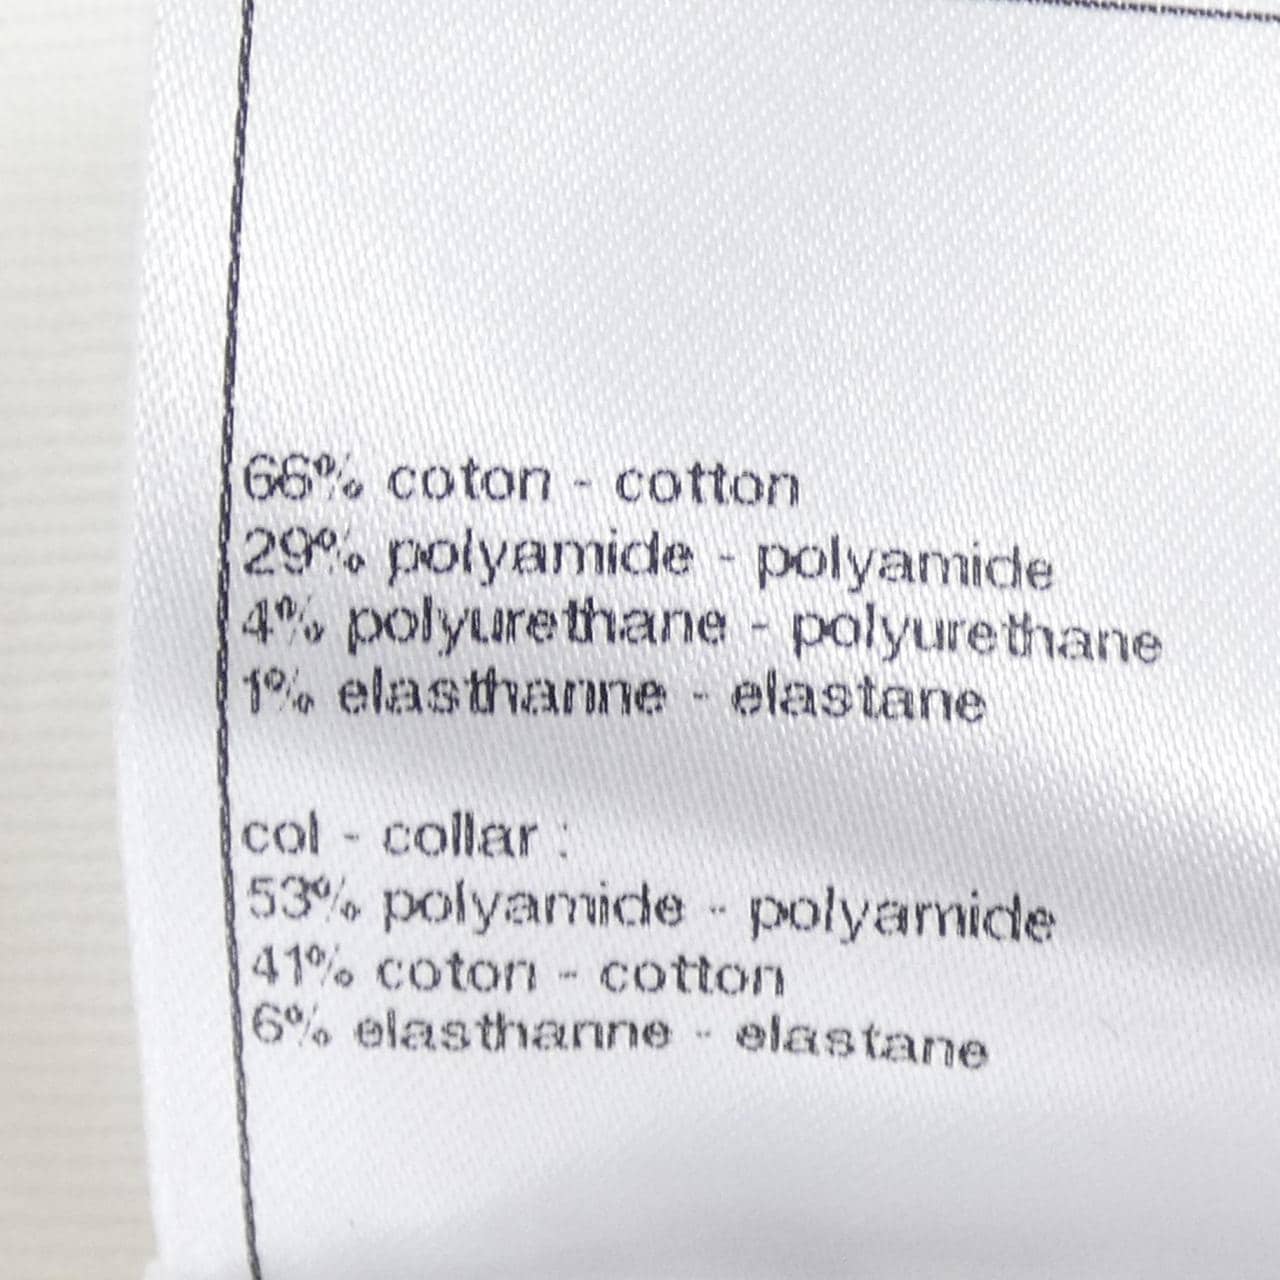 66% coton - cotton
29% polyamide - polyamide
4% polyurethane - polyurethane
1% elasthanne - elastane
col - collar :
53% polyamide - polyamide
41% coton - cotton
6% elasthanne - elastane